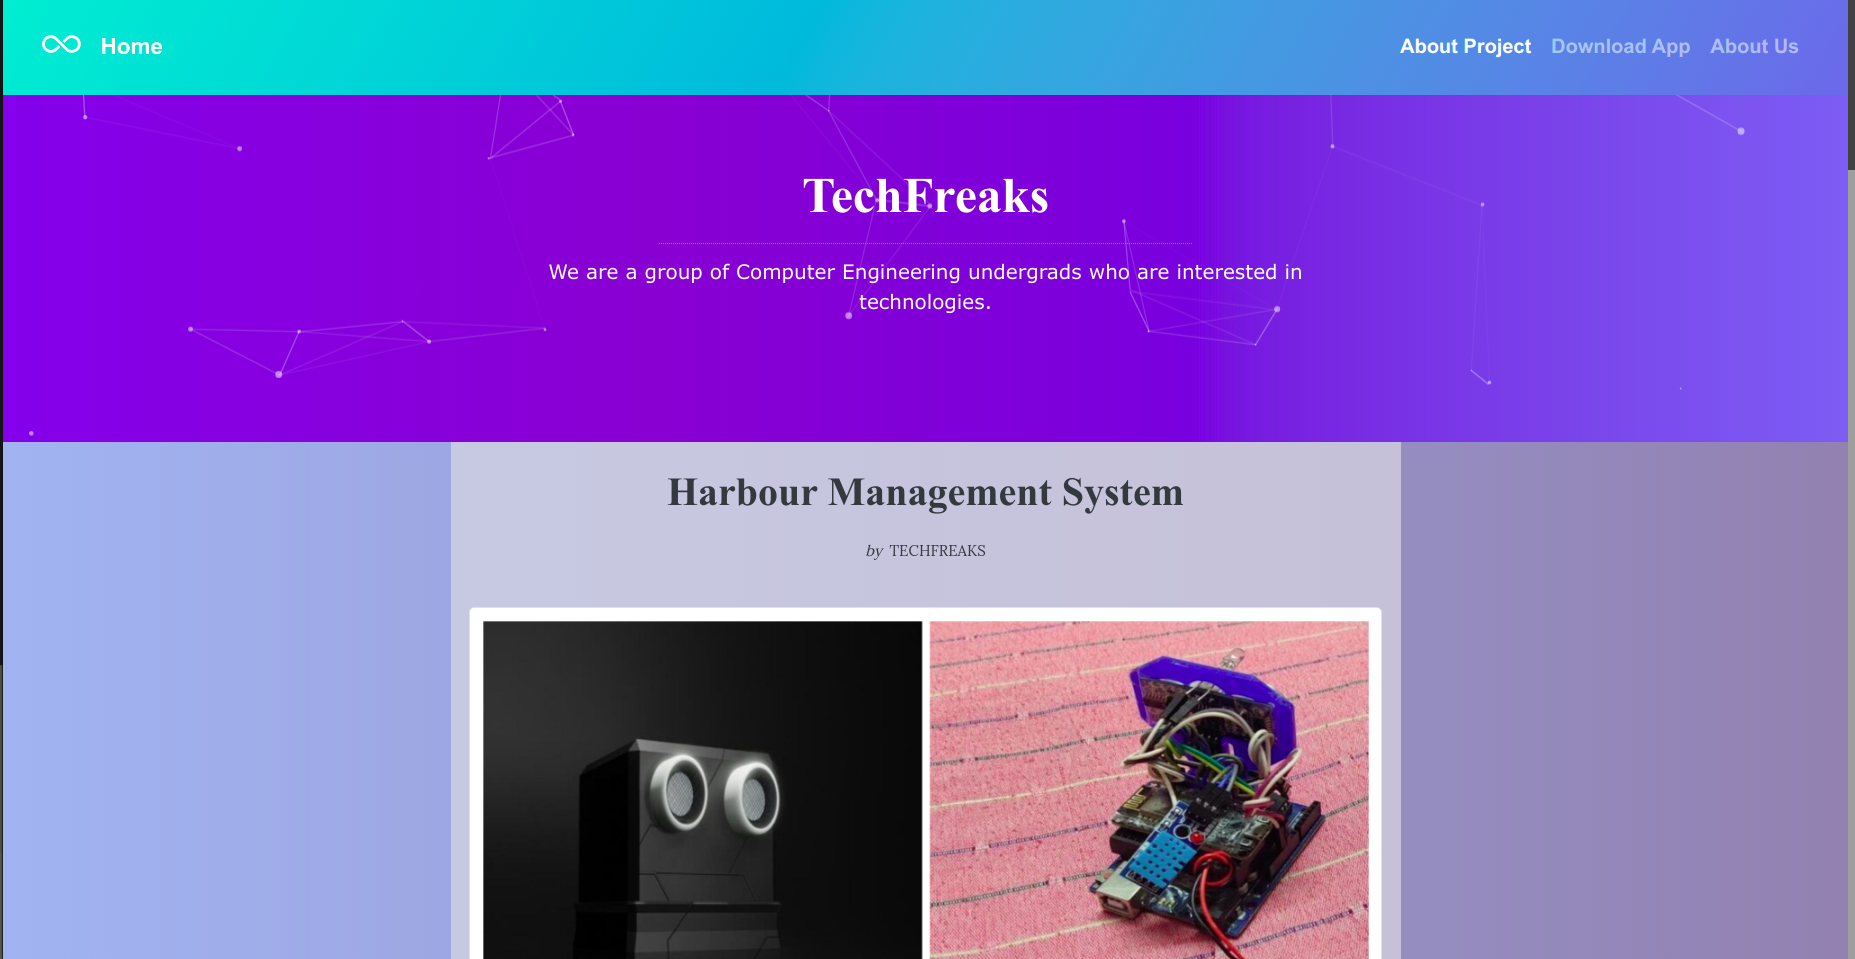 Home
About Project Download App About Us
TechFreaks
We are a group of Computer Engineering undergrads who are interested in
technologies.
Harbour Management System
by TECHFREAKS